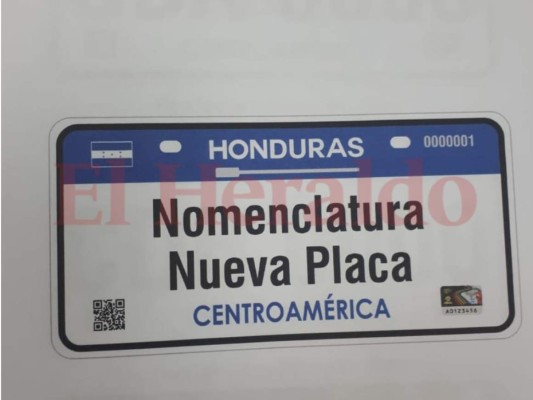 HONDURAS
0000001
El Heraldo
Nomenclatura
Nueva Placa
CENTROAMÉRICA